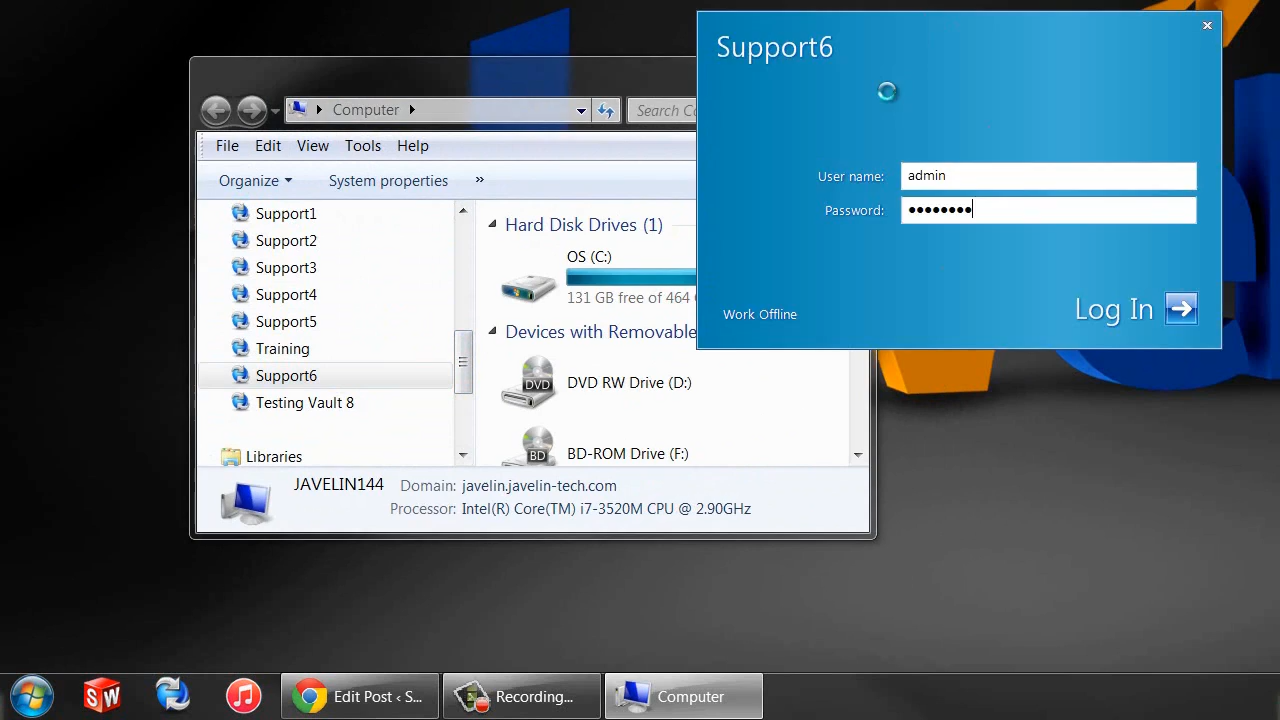 Support6
User name: admin
Password: ●●●●●●●●
Work Offline
Log In
Computer
Search Co
File Edit View Tools Help
Organize System properties »
Support1
Support2
Support3
Support4
Support5
Training
Support6
Testing Vault 8
Libraries
Hard Disk Drives (1)
OS (C:)
131 GB free of 464
Devices with Removable
DVD
DVD RW Drive (D:)
BD
BD-ROM Drive (F:)
JAVELIN144 Domain: javelin.javelin-tech.com
Processor: Intel(R) Core(TM) i7-3520M CPU @ 2.90GHz
SW
Edit Post ‹ S...
Recording...
Computer